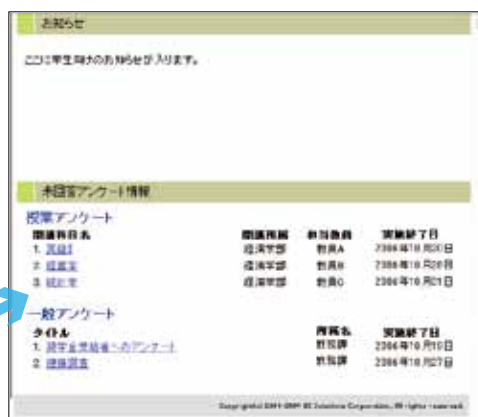 お知らせ
ここに学生向けのお知らせが入ります。
未回答アンケート情報
授業アンケート
開講科目名 開講所属 担当教員 実施終了日
1. 経済学部 教員A 2006年10月20日
2. 経営学 経済学部 教員B 2006年10月20日
3. 統計学 経済学部 教員C 2006年10月21日
一般アンケート
タイトル 所属名 実施終了日
1. 奨学金受給者へのアンケート 教務課 2006年10月19日
2. 健康調査 教務課 2006年10月27日